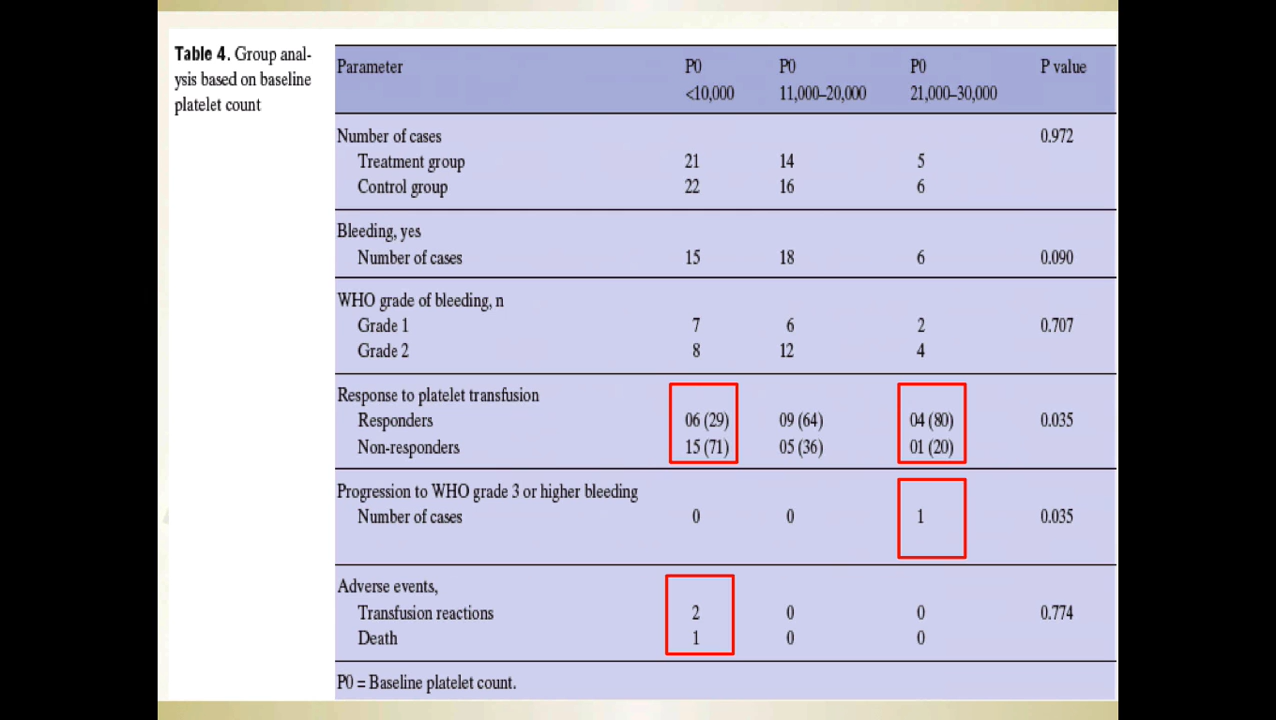 Table 4. Group anal-
ysis based on baseline
platelet count
Parameter P0 P0 P0 P value
<10,000 11,000–20,000 21,000–30,000
Number of cases 0.972
Treatment group 21 14 5
Control group 22 16 6
Bleeding, yes
Number of cases 15 18 6 0.090
WHO grade of bleeding, n
Grade 1 7 6 2 0.707
Grade 2 8 12 4
Response to platelet transfusion
Responders 06 (29) 09 (64) 04 (80) 0.035
Non-responders 15 (71) 05 (36) 01 (20)
Progression to WHO grade 3 or higher bleeding
Number of cases 0 0 1 0.035
Adverse events,
Transfusion reactions 2 0 0 0.774
Death 1 0 0
P0 = Baseline platelet count.